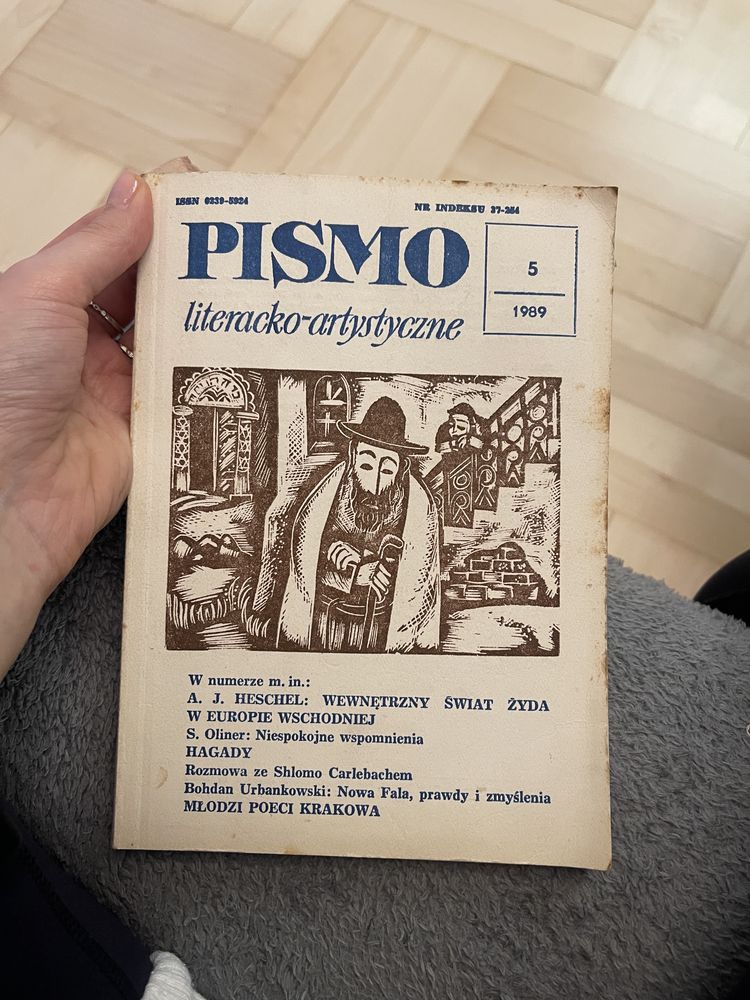 ISSN 0239-5924
NR INDEKSU 37-254
PISMO
literacko-artystyczne
5
1989
W numerze m. in.:
A. J. HESCHEL: WEWNĘTRZNY ŚWIAT ŻYDA
W EUROPIE WSCHODNIEJ
S. Oliner: Niespokojne wspomnienia
HAGADY
Rozmowa ze Shlomo Carlebachem
Bohdan Urbankowski: Nowa Fala, prawdy i zmyślenia
MŁODZI POECI KRAKOWA